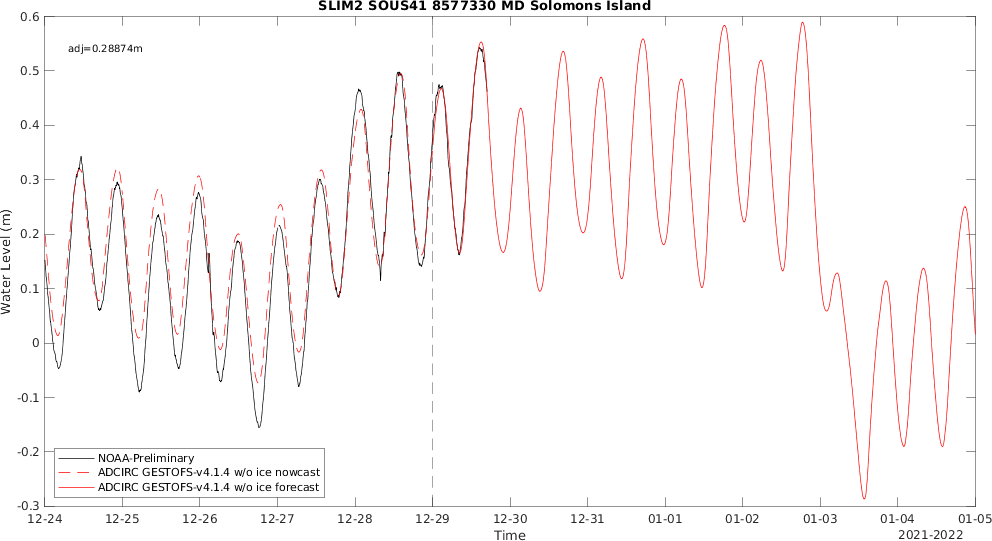 SLIM2 SOUS41 8577330 MD Solomons Island
adj=0.28874m
Water Level (m)
0.6
0.5
0.4
0.3
0.2
0.1
0
-0.1
-0.2
-0.3
NOAA-Preliminary
ADCIRC GESTOFS-v4.1.4 w/o ice nowcast
ADCIRC GESTOFS-v4.1.4 w/o ice forecast
12-24 12-25 12-26 12-27 12-28 12-29 12-30 12-31 01-01 01-02 01-03 01-04 01-05
Time
2021-2022